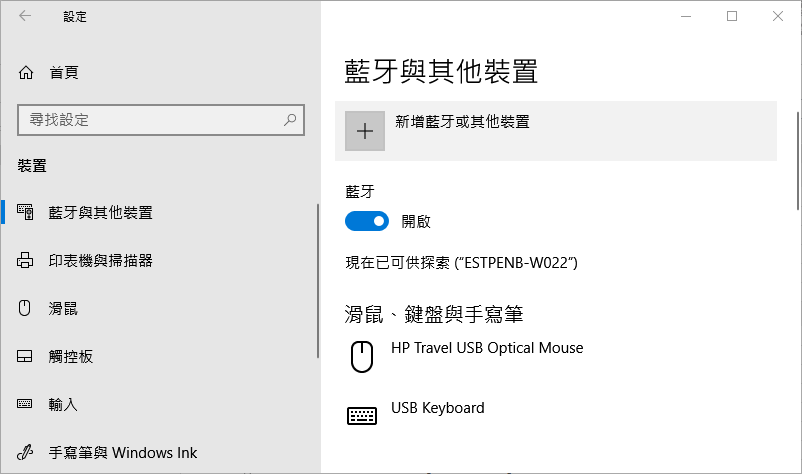 設定
首頁
尋找設定
裝置
藍牙與其他裝置
印表機與掃描器
滑鼠
觸控板
輸入
手寫筆與 Windows Ink
藍牙與其他裝置
新增藍牙或其他裝置
藍牙
開啟
現在已可供探索 (“ESTPENB-W022”)
滑鼠、鍵盤與手寫筆
HP Travel USB Optical Mouse
USB Keyboard